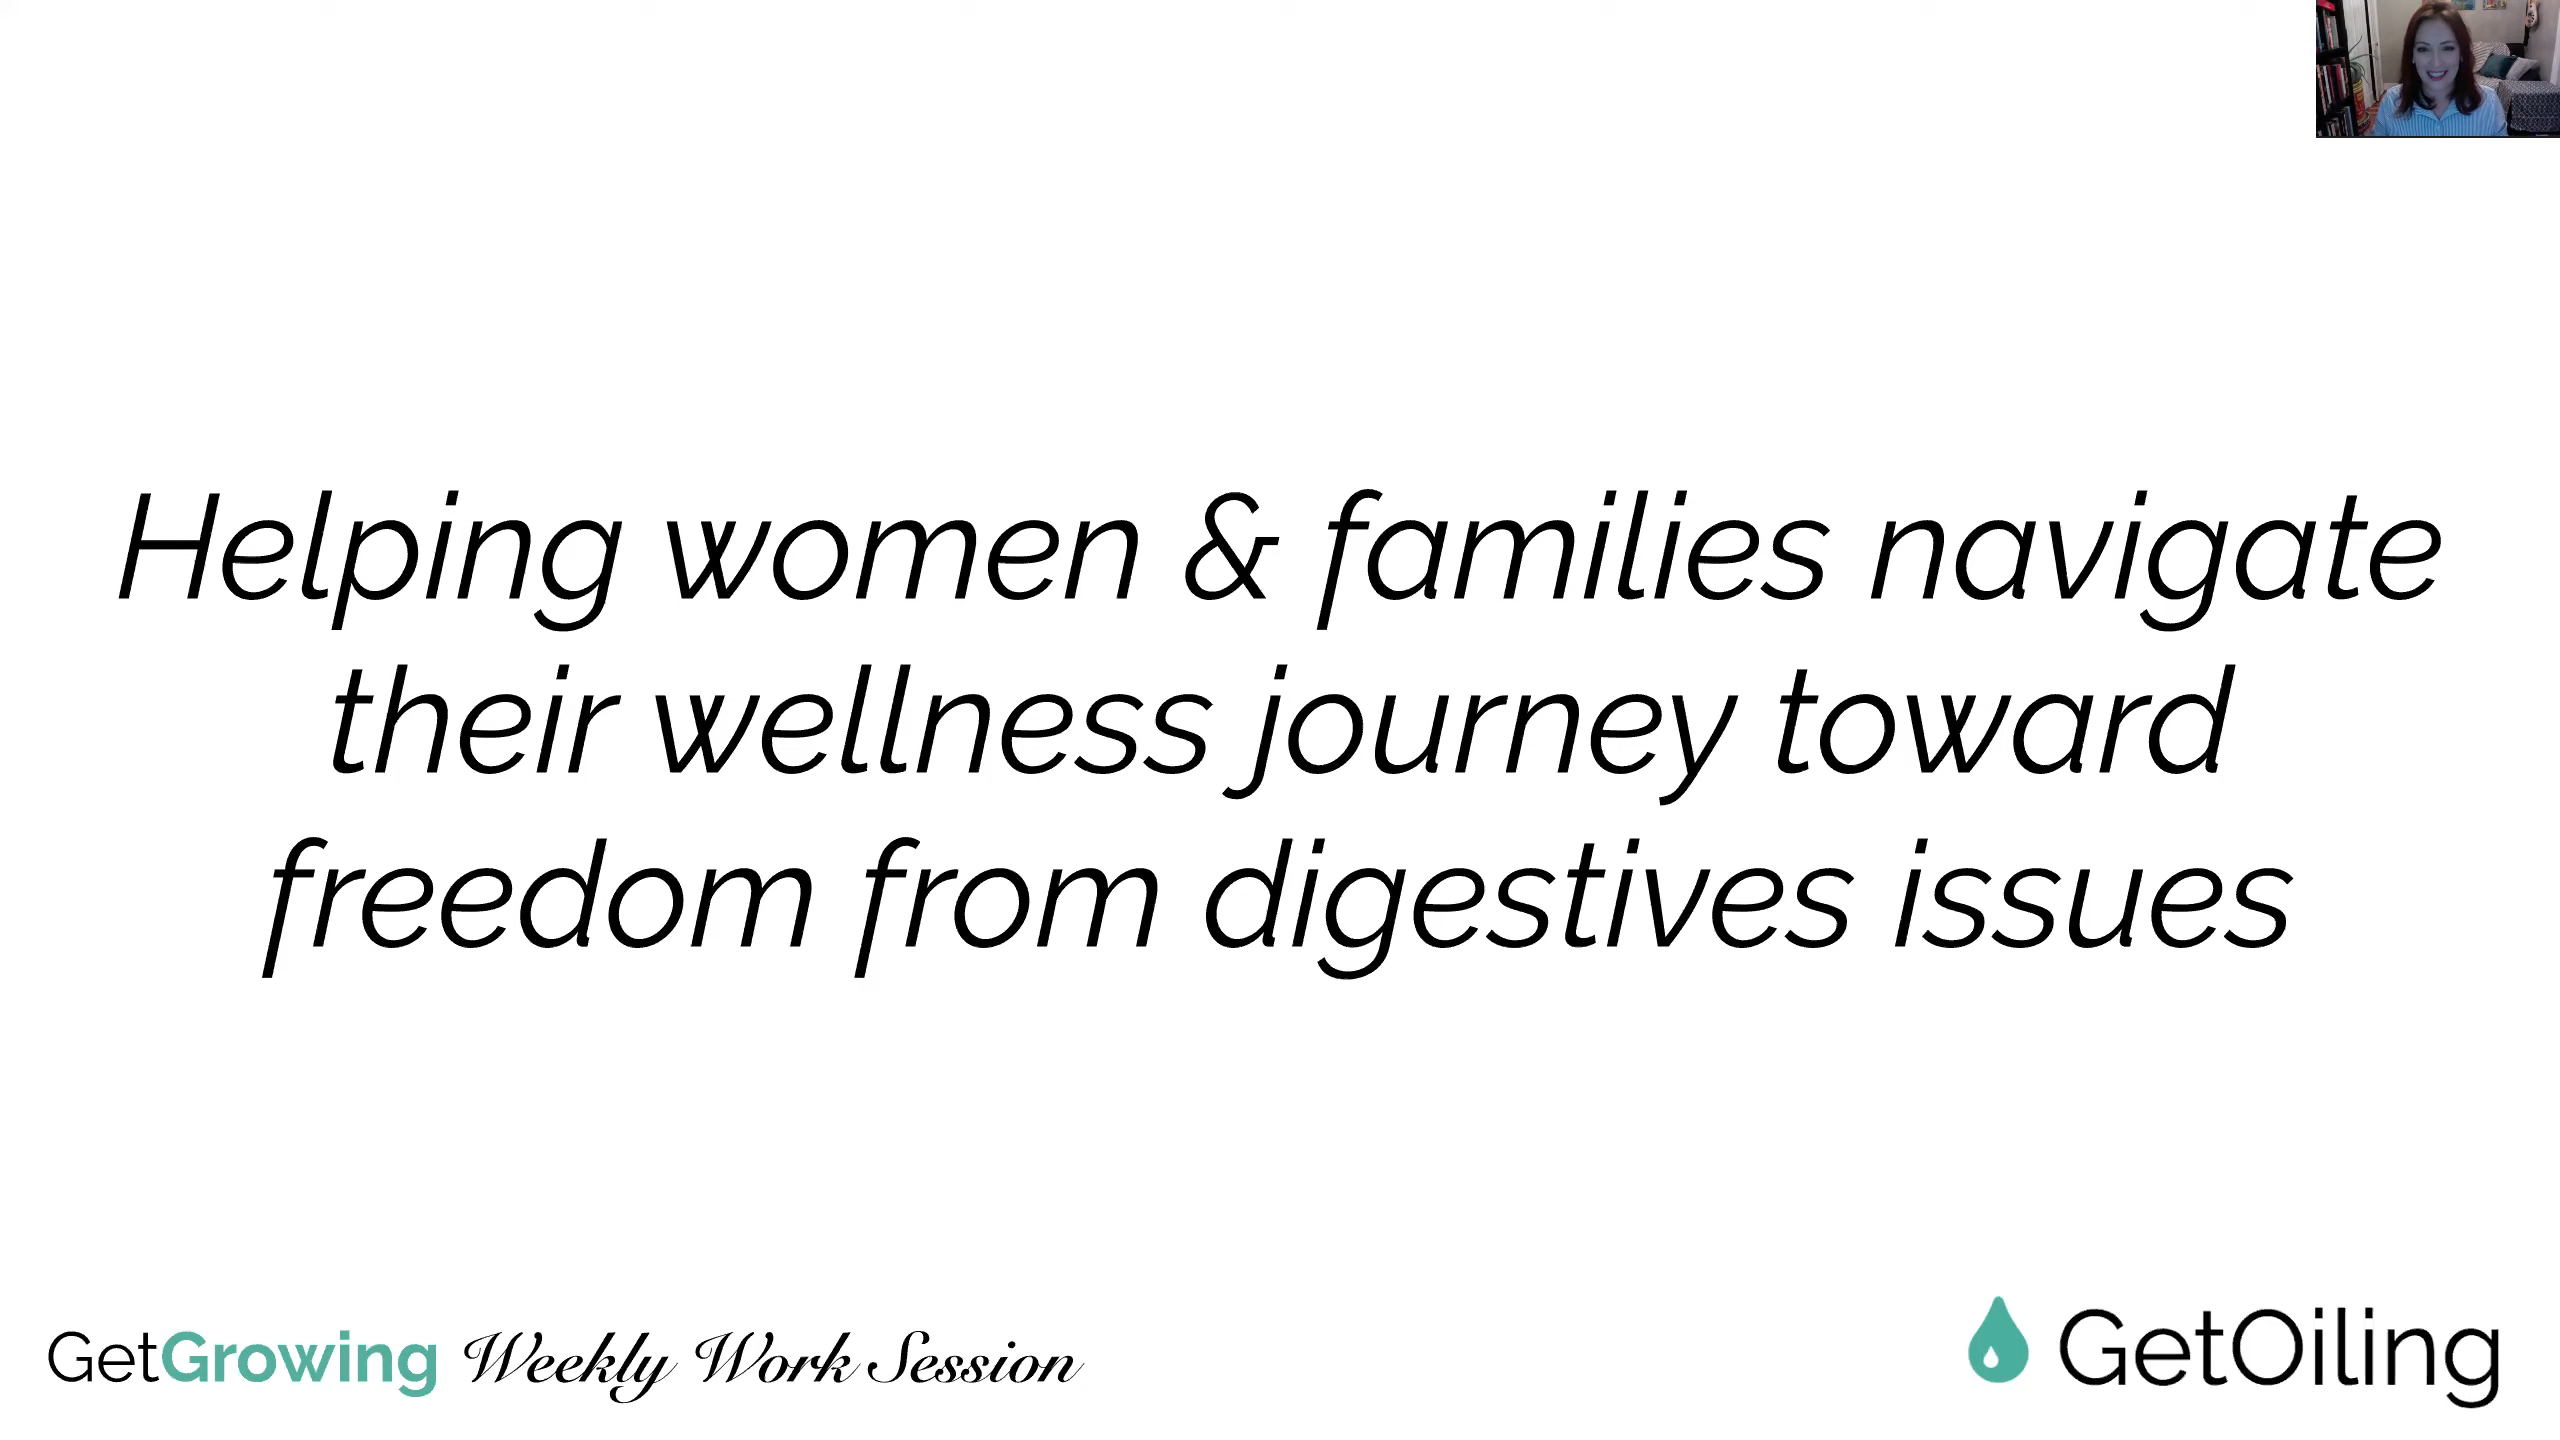 Helping women & families navigate
their wellness journey toward
freedom from digestives issues
GetGrowing Weekly Work Session
GetOiling